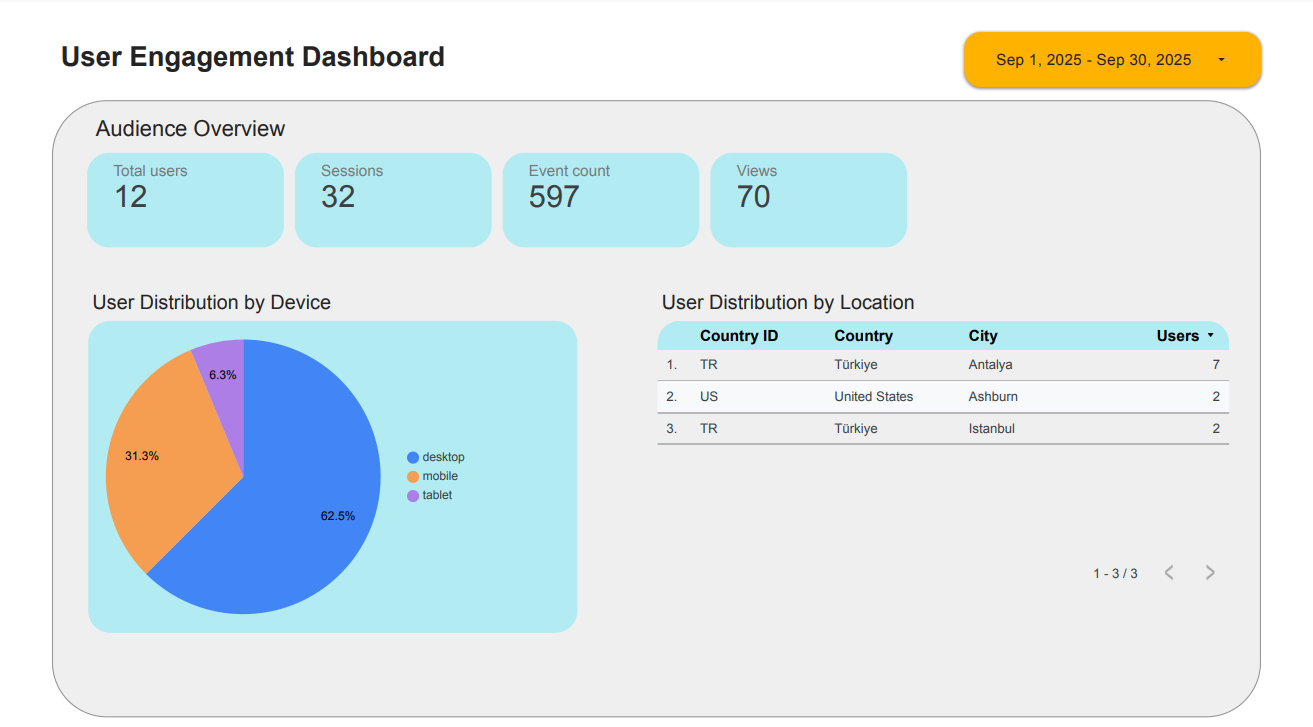 User Engagement Dashboard
Sep 1, 2025 - Sep 30, 2025
Audience Overview
Total users
12
Sessions
32
Event count
597
Views
70
User Distribution by Device
6.3%
31.3%
62.5%
desktop
mobile
tablet
User Distribution by Location
Country ID Country City Users
1. TR Türkiye Antalya 7
2. US United States Ashburn 2
3. TR Türkiye Istanbul 2
1 - 3 / 3